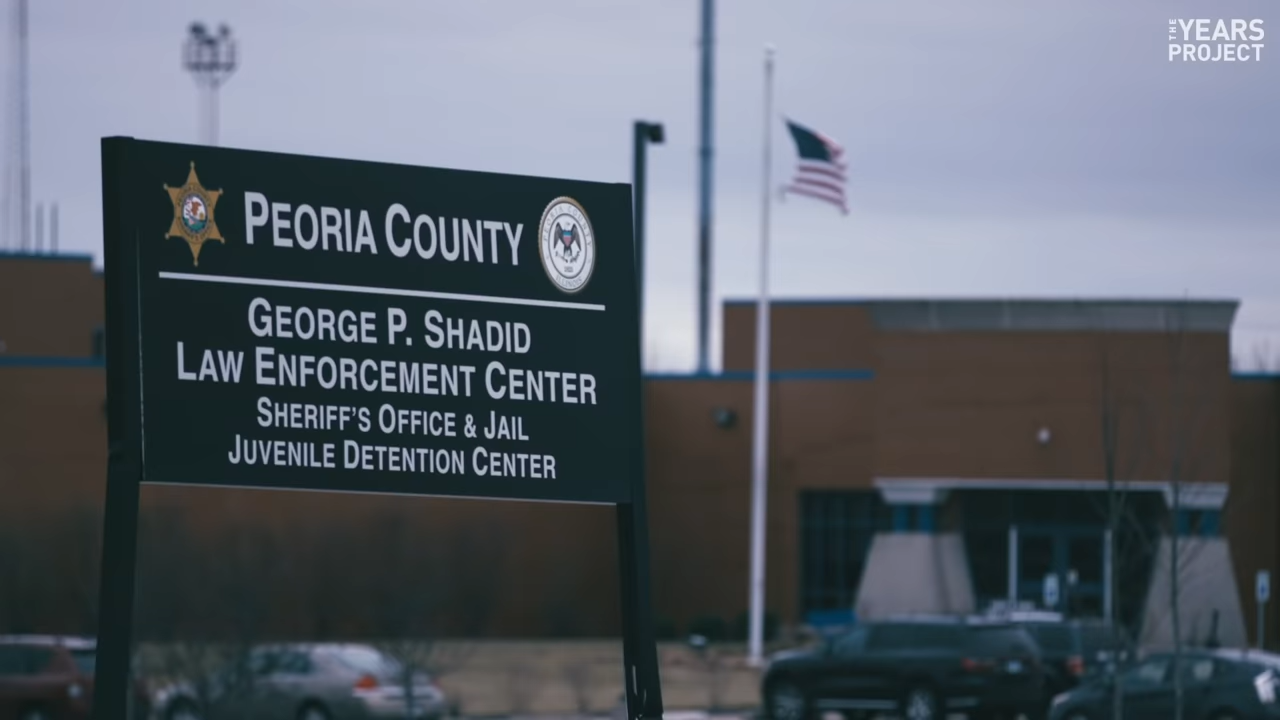 THE YEARS
PROJECT
PEORIA COUNTY
GEORGE P. SHADID
LAW ENFORCEMENT CENTER
SHERIFF'S OFFICE & JAIL
JUVENILE DETENTION CENTER